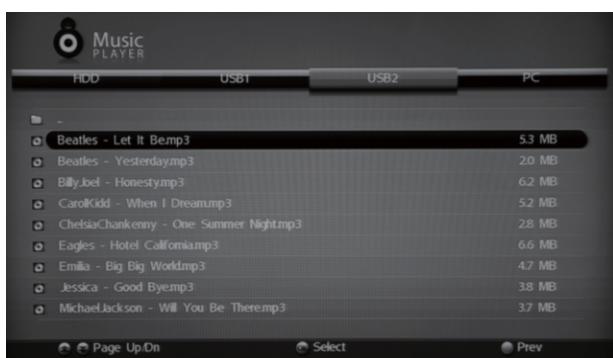 Music
PLAYER
HDD USB1 USB2 PC
..
Beatles - Let It Be.mp3 5.3 MB
Beatles - Yesterday.mp3 2.0 MB
BillyJoel - Honesty.mp3 6.2 MB
CarolKidd - When I Dream.mp3 5.2 MB
ChelsiaChankenny - One Summer Night.mp3 2.8 MB
Eagles - Hotel California.mp3 6.6 MB
Emilia - Big Big World.mp3 4.7 MB
Jessica - Good Bye.mp3 3.8 MB
MichaelJackson - Will You Be There.mp3 3.7 MB
Page Up/Dn Select Prev